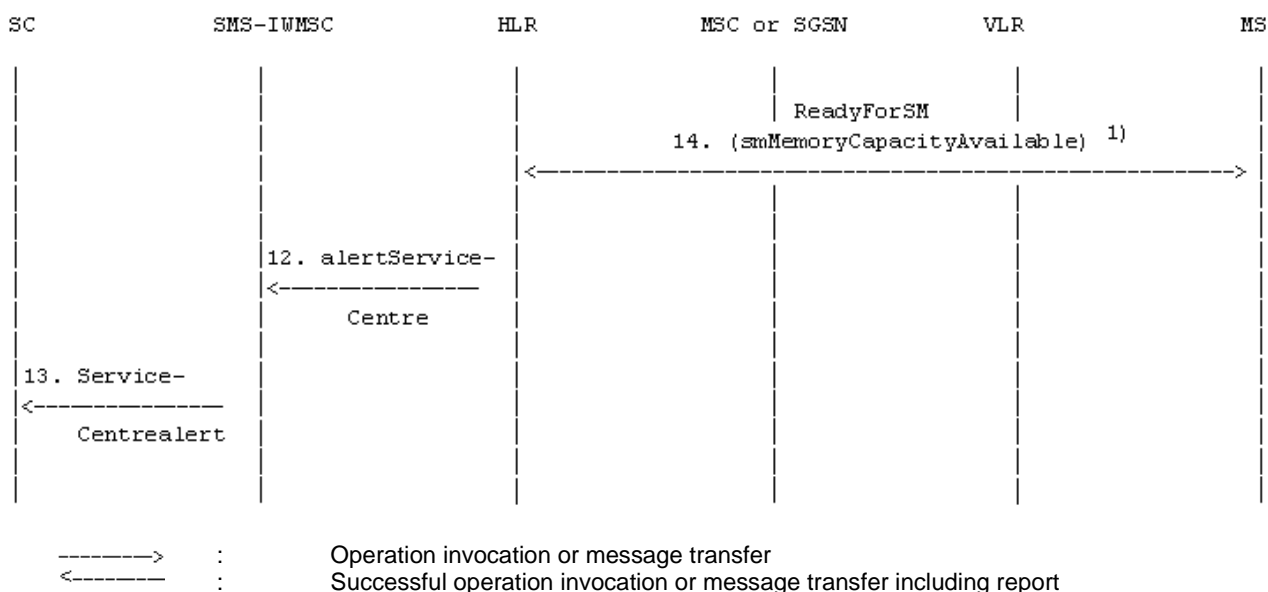 SC SMS-IWMSC HLR MSC or SGSN VLR MS
ReadyForSM
14. (smMemoryCapacityAvailable) 1)
12. alertService-
Centre
13. Service-
Centrealert
: Operation invocation or message transfer
: Successful operation invocation or message transfer including report